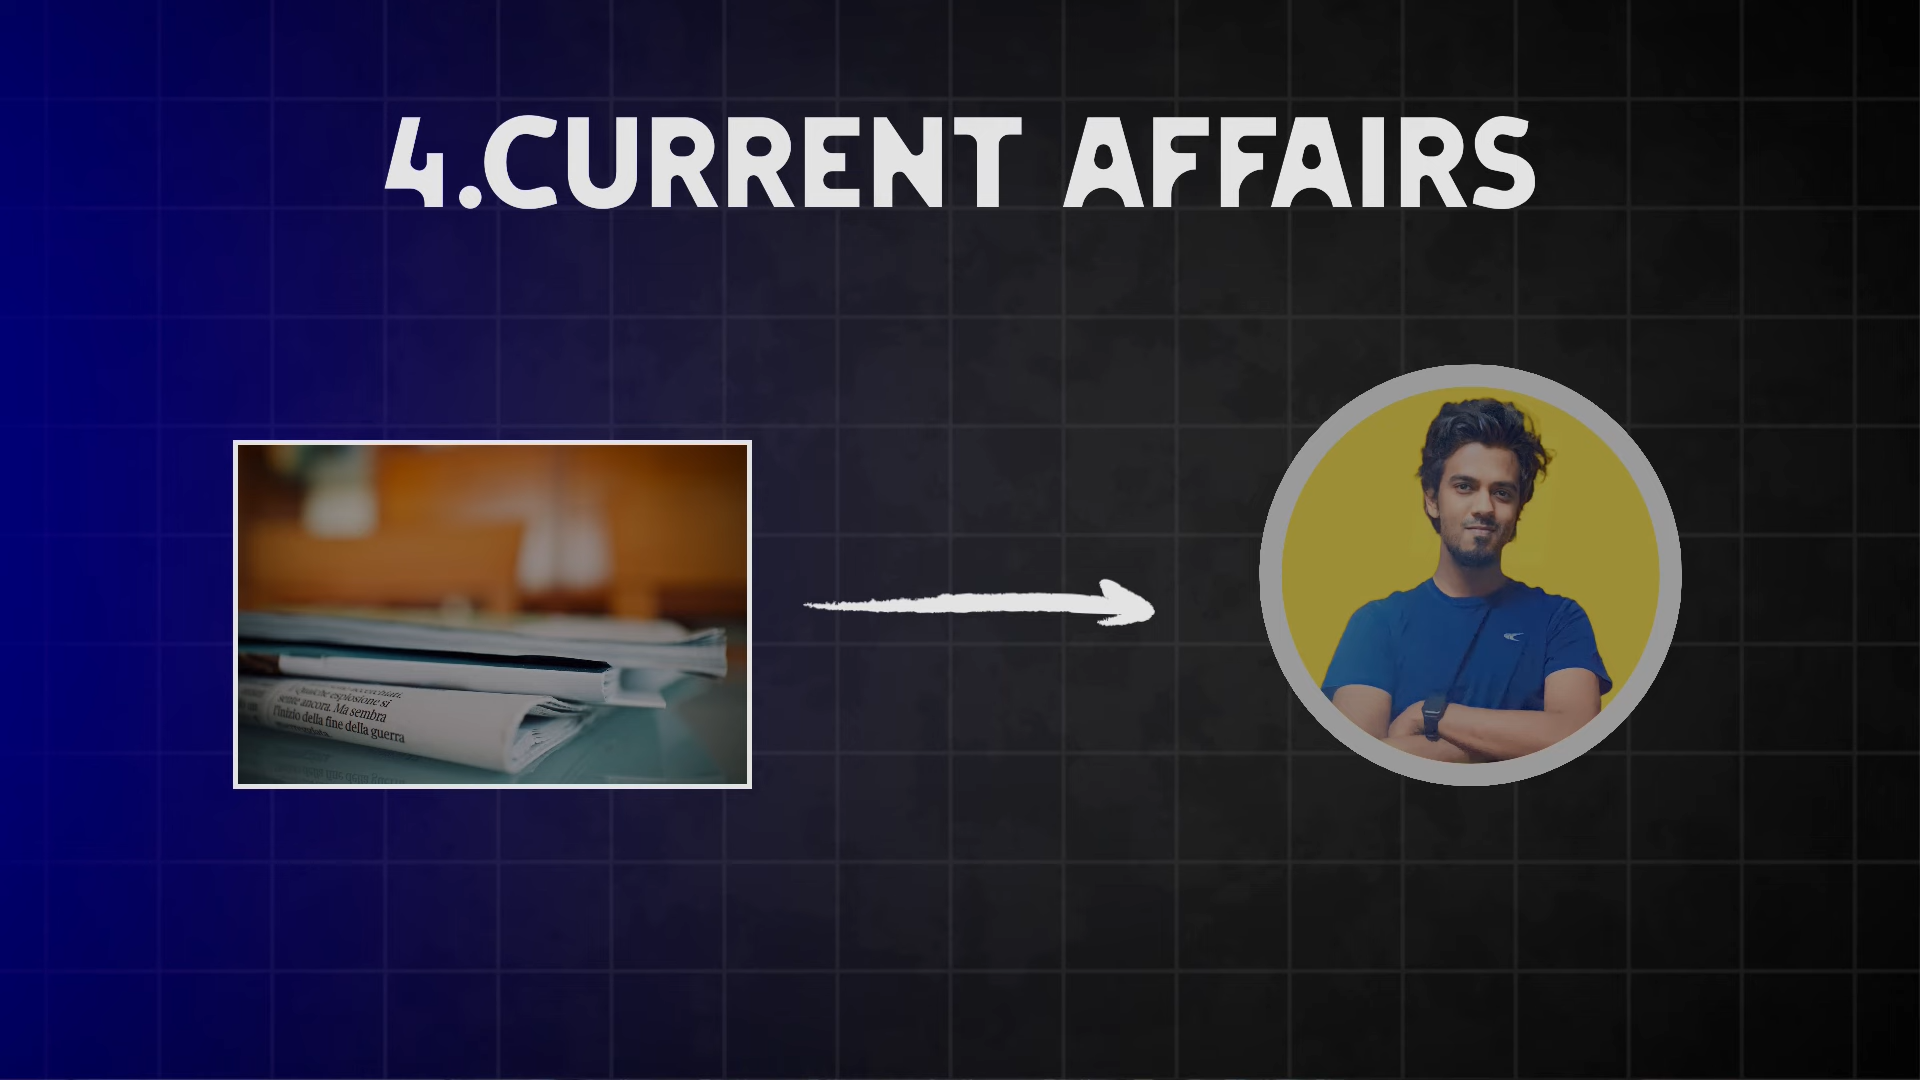 4.CURRENT AFFAIRS
sente ancora. Ma sembra
l'inizio della fine della guerra